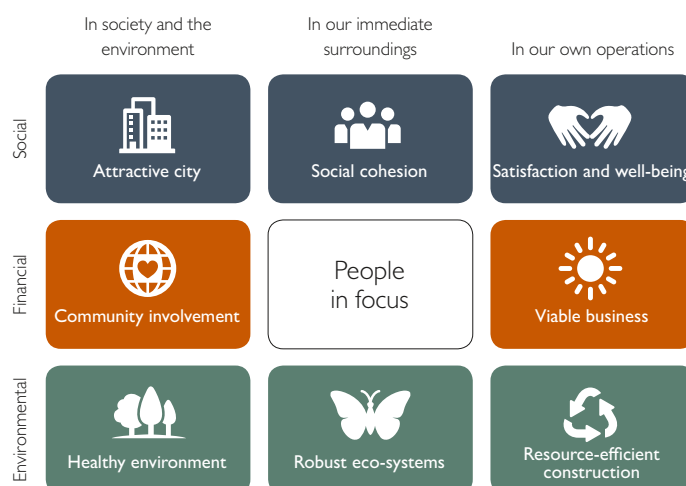 In society and the
environment
In our immediate
surroundings
In our own operations
Social
Attractive city
Social cohesion
Satisfaction and well-being
Financial
Community involvement
People
in focus
Viable business
Environmental
Healthy environment
Robust eco-systems
Resource-efficient
construction